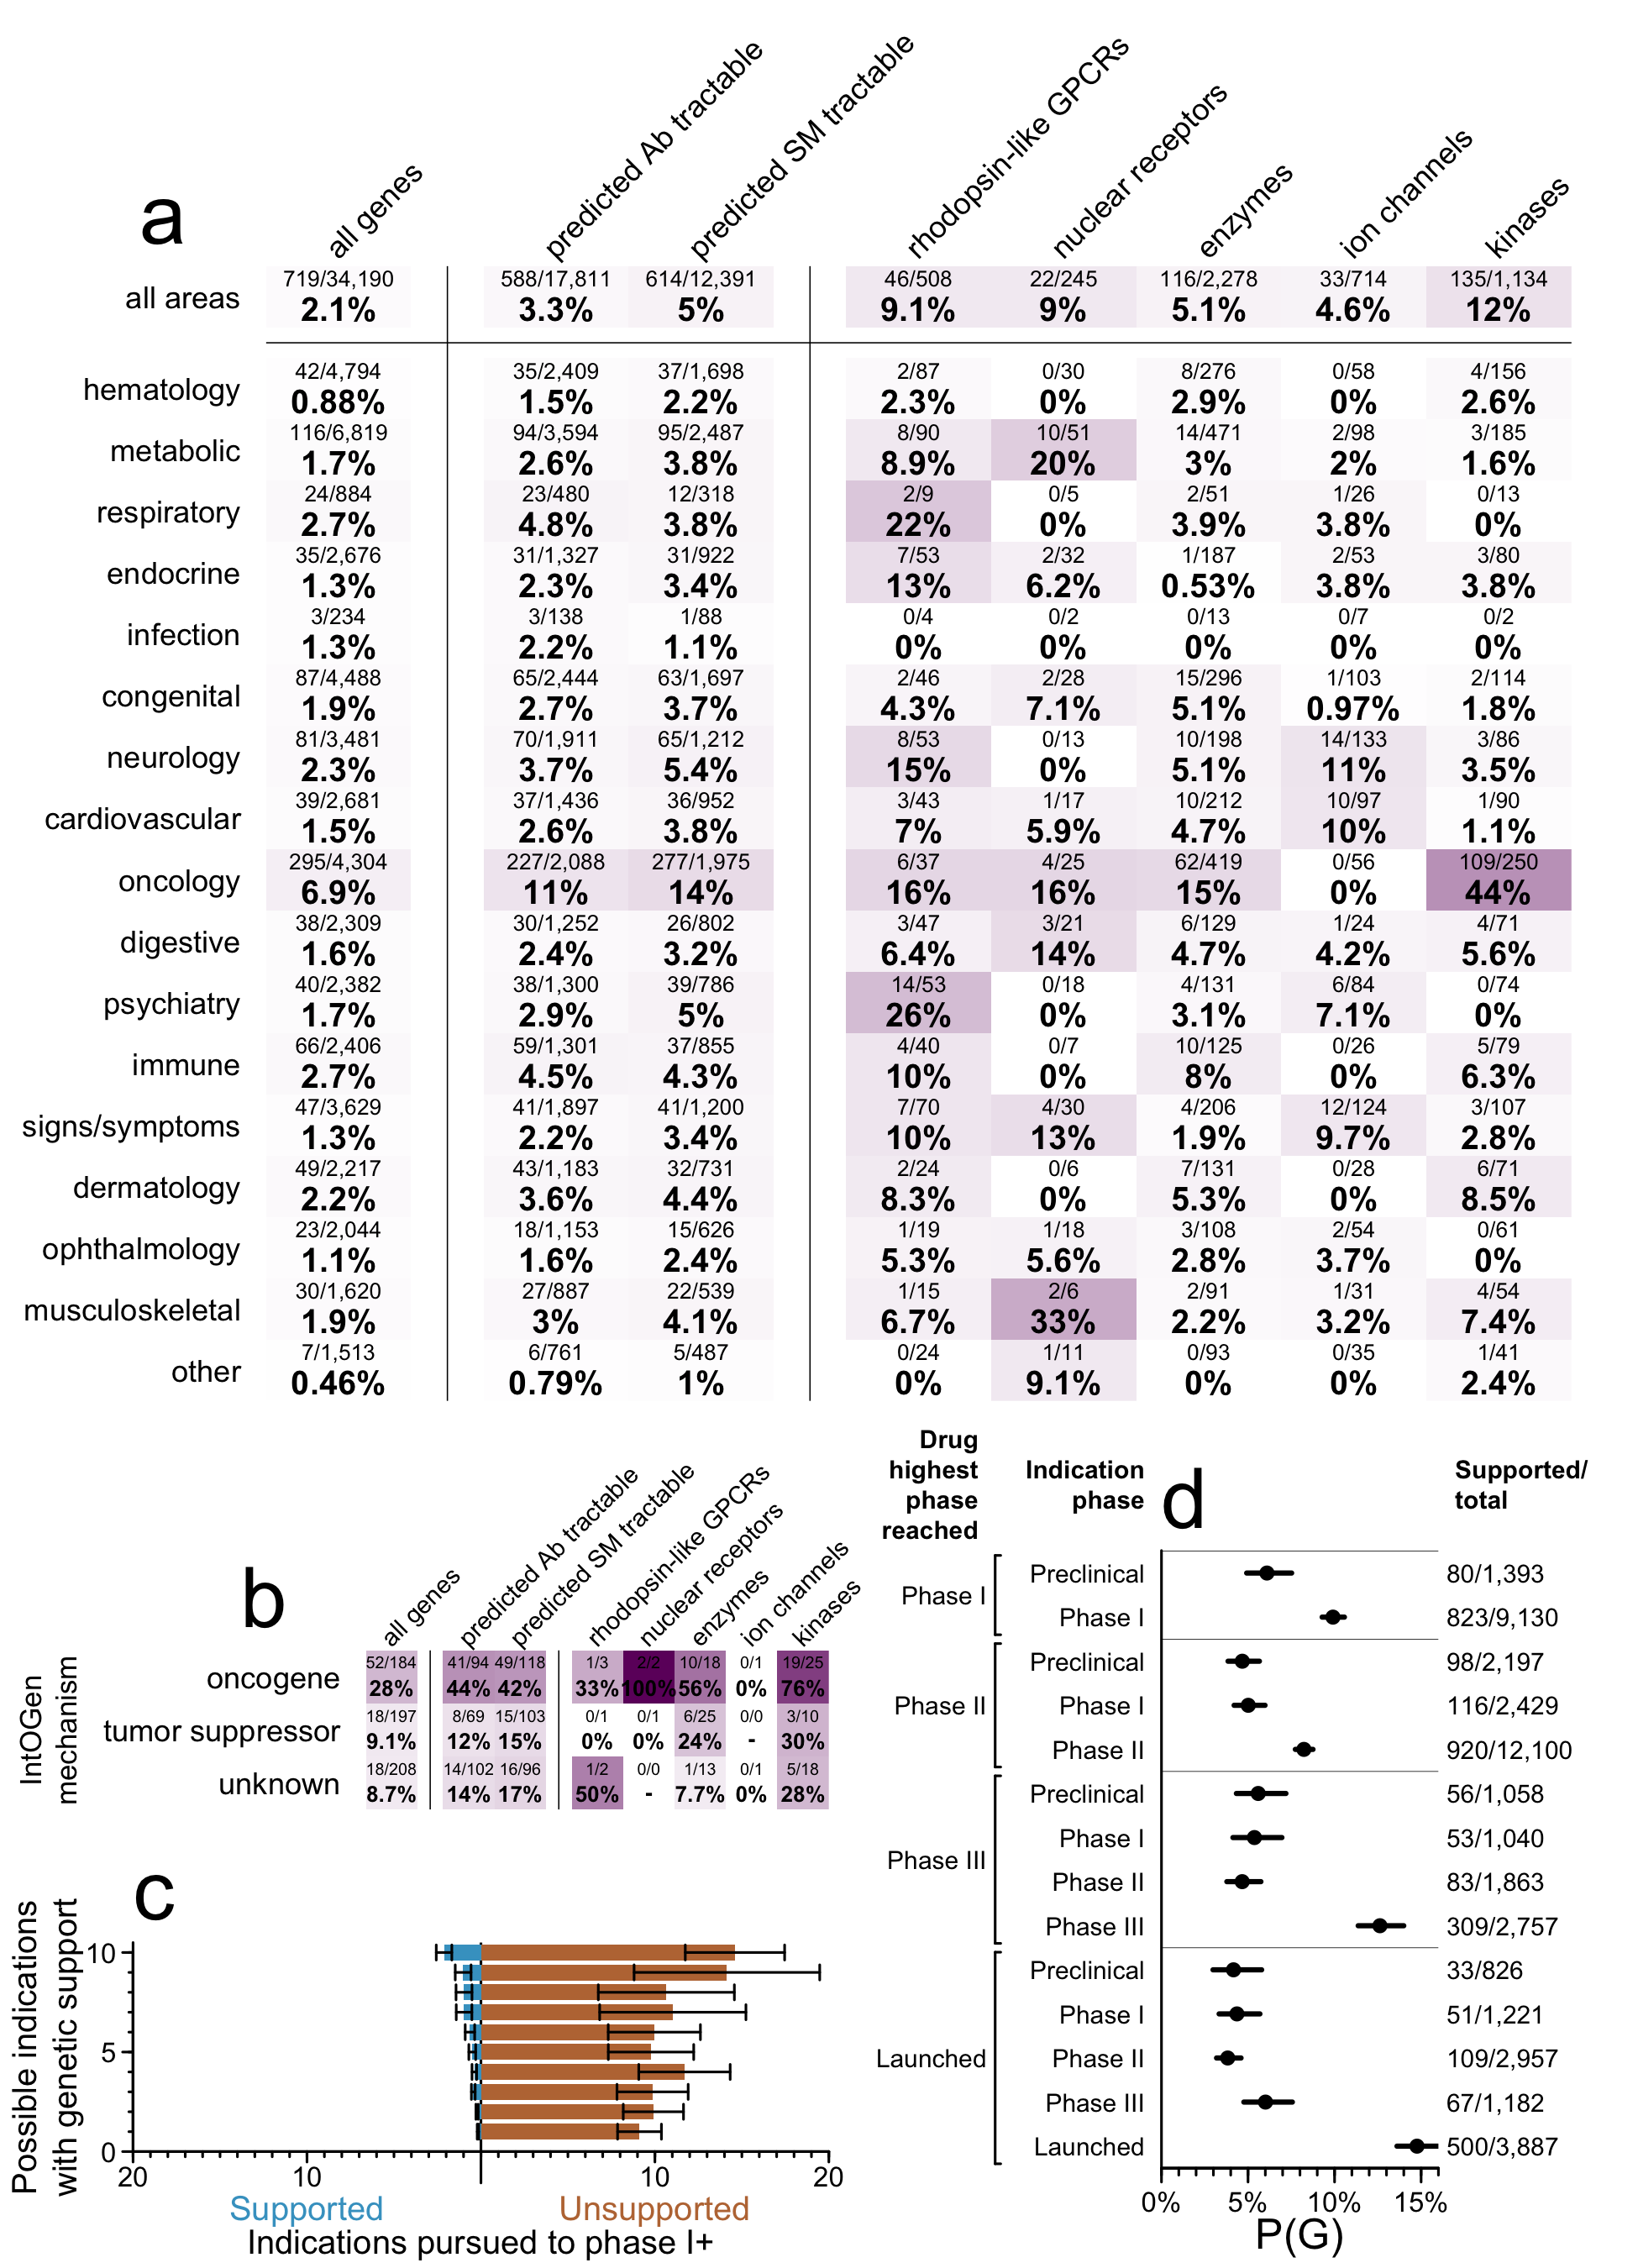 a
all genes
predicted Ab tractable
predicted SM tractable
rhodopsin-like GPCRs
nuclear receptors
enzymes
ion channels
kinases
all areas
719/34,190 588/17,811 614/12,391 46/508 22/245 116/2,278 33/714 135/1,134
2.1% 3.3% 5% 9.1% 9% 5.1% 4.6% 12%
hematology
42/4,794 35/2,409 37/1,698 2/87 0/30 8/276 0/58 4/156
0.88% 1.5% 2.2% 2.3% 0% 2.9% 0% 2.6%
metabolic
116/6,819 94/3,594 95/2,487 8/90 10/51 14/471 2/98 3/185
1.7% 2.6% 3.8% 8.9% 20% 3% 2% 1.6%
respiratory
24/884 23/480 12/318 2/9 0/5 2/51 1/26 0/13
2.7% 4.8% 3.8% 22% 0% 3.9% 3.8% 0%
endocrine
35/2,676 31/1,327 31/922 7/53 2/32 1/187 2/53 3/80
1.3% 2.3% 3.4% 13% 6.2% 0.53% 3.8% 3.8%
infection
3/234 3/138 1/88 0/4 0/2 0/13 0/7 0/2
1.3% 2.2% 1.1% 0% 0% 0% 0% 0%
congenital
87/4,488 65/2,444 63/1,697 2/46 2/28 15/296 1/103 2/114
1.9% 2.7% 3.7% 4.3% 7.1% 5.1% 0.97% 1.8%
neurology
81/3,481 70/1,911 65/1,212 8/53 0/13 10/198 14/133 3/86
2.3% 3.7% 5.4% 15% 0% 5.1% 11% 3.5%
cardiovascular
39/2,681 37/1,436 36/952 3/43 1/17 10/212 10/97 1/90
1.5% 2.6% 3.8% 7% 5.9% 4.7% 10% 1.1%
oncology
295/4,304 227/2,088 277/1,975 6/37 4/25 62/419 0/56 109/250
6.9% 11% 14% 16% 16% 15% 0% 44%
digestive
38/2,309 30/1,252 26/802 3/47 3/21 6/129 1/24 4/71
1.6% 2.4% 3.2% 6.4% 14% 4.7% 4.2% 5.6%
psychiatry
40/2,382 38/1,300 39/786 14/53 0/18 4/131 6/84 0/74
1.7% 2.9% 5% 26% 0% 3.1% 7.1% 0%
immune
66/2,406 59/1,301 37/855 4/40 0/7 10/125 0/26 5/79
2.7% 4.5% 4.3% 10% 0% 8% 0% 6.3%
signs/symptoms
47/3,629 41/1,897 41/1,200 7/70 4/30 4/206 12/124 3/107
1.3% 2.2% 3.4% 10% 13% 1.9% 9.7% 2.8%
dermatology
49/2,217 43/1,183 32/731 2/24 0/6 7/131 0/28 6/71
2.2% 3.6% 4.4% 8.3% 0% 5.3% 0% 8.5%
ophthalmology
23/2,044 18/1,153 15/626 1/19 1/18 3/108 2/54 0/61
1.1% 1.6% 2.4% 5.3% 5.6% 2.8% 3.7% 0%
musculoskeletal
30/1,620 27/887 22/539 1/15 2/6 2/91 1/31 4/54
1.9% 3% 4.1% 6.7% 33% 2.2% 3.2% 7.4%
other
7/1,513 6/761 5/487 0/24 1/11 0/93 0/35 1/41
0.46% 0.79% 1% 0% 9.1% 0% 0% 2.4%
b
all genes
predicted Ab tractable
predicted SM tractable
rhodopsin-like GPCRs
nuclear receptors
enzymes
ion channels
kinases
IntOGen
mechanism
oncogene
52/184 41/94 49/118 1/3 2/2 10/18 0/1 19/25
28% 44% 42% 33% 100% 56% 0% 76%
tumor suppressor
18/197 8/69 15/103 0/1 0/1 6/25 0/0 3/10
9.1% 12% 15% 0% 0% 24% - 30%
unknown
18/208 14/102 16/96 1/2 0/0 1/13 0/1 5/18
8.7% 14% 17% 50% - 7.7% 0% 28%
c
Possible indications
with genetic support
10
5
0
20 10 10 20
Supported Unsupported
Indications pursued to phase I+
Drug
highest
phase
reached
Indication
phase
d
Supported/
total
Phase I
Preclinical 80/1,393
Phase I 823/9,130
Phase II
Preclinical 98/2,197
Phase I 116/2,429
Phase II 920/12,100
Phase III
Preclinical 56/1,058
Phase I 53/1,040
Phase II 83/1,863
Phase III 309/2,757
Launched
Preclinical 33/826
Phase I 51/1,221
Phase II 109/2,957
Phase III 67/1,182
Launched 500/3,887
0% 5% 10% 15%
P(G)